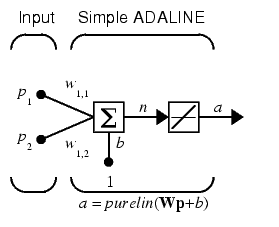 Input Simple ADALINE
p1 w1,1
Σ n a
p2 w1,2 b
1
a = purelin(Wp+b)